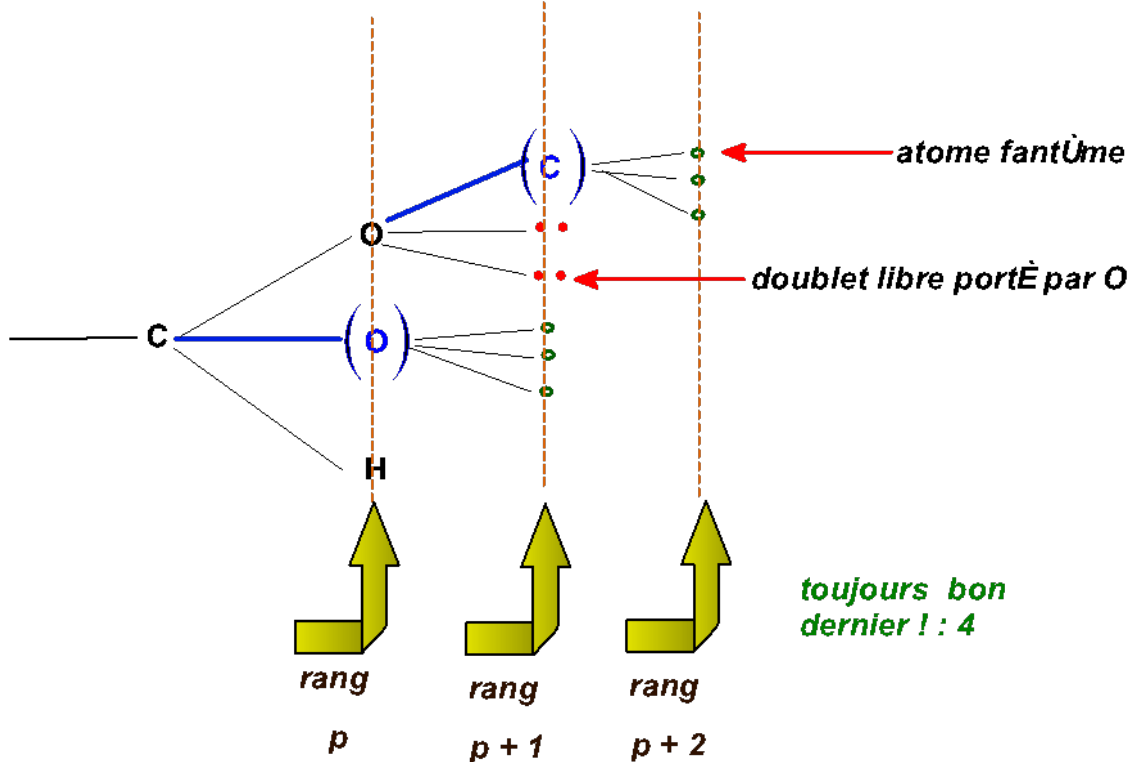 (C)
atome fantÙme
O
doublet libre portÈ par O
C
(O)
H
toujours bon
dernier ! : 4
rang
p
rang
p + 1
rang
p + 2